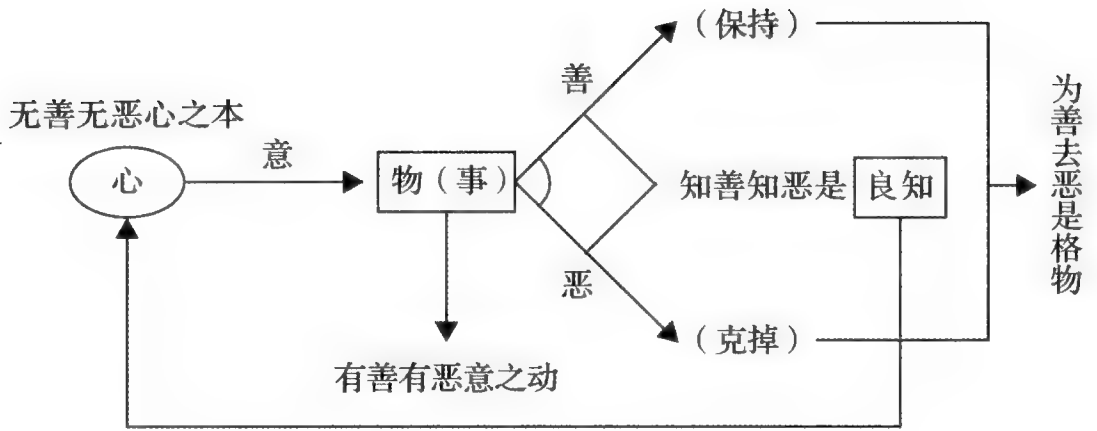 （保持）
善
无善无恶心之本
意
心
物（事）
知善知恶是 良知
为善去恶是格物
恶
（克掉）
有善有恶意之动